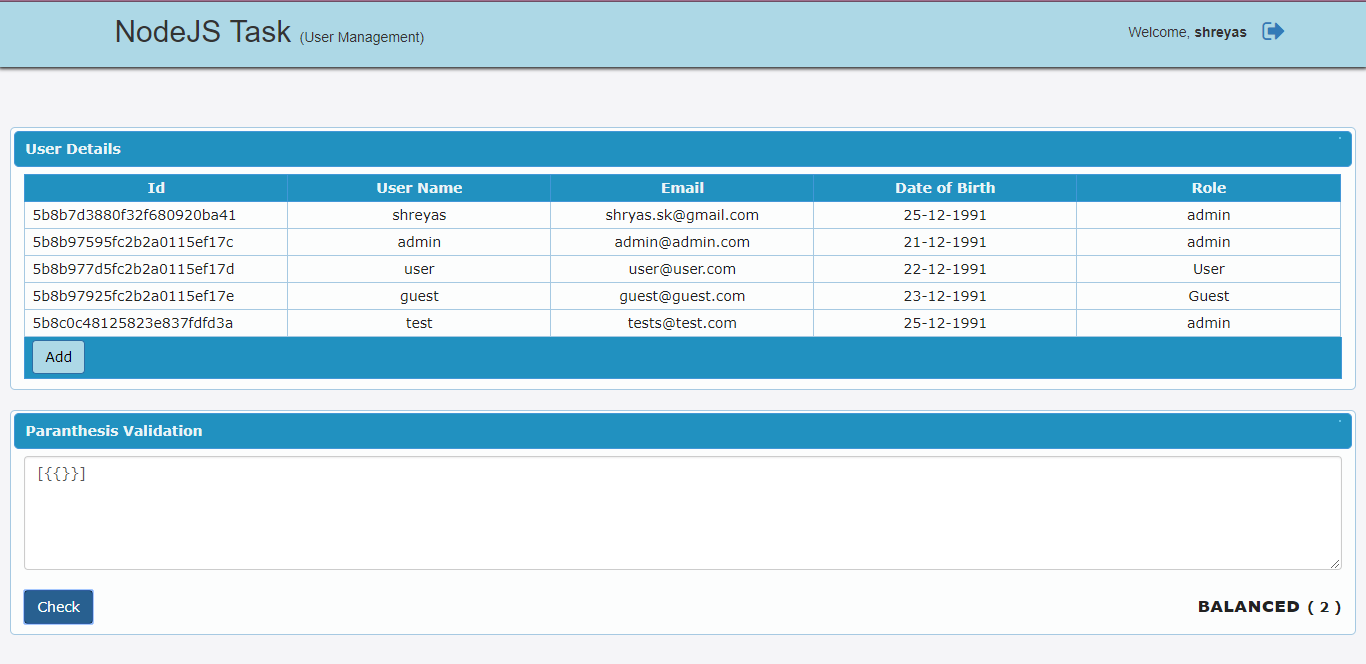 NodeJS Task (User Management)
Welcome, shreyas
User Details
Id User Name Email Date of Birth Role
5b8b7d3880f32f680920ba41 shreyas shryas.sk@gmail.com 25-12-1991 admin
5b8b97595fc2b2a0115ef17c admin admin@admin.com 21-12-1991 admin
5b8b977d5fc2b2a0115ef17d user user@user.com 22-12-1991 User
5b8b97925fc2b2a0115ef17e guest guest@guest.com 23-12-1991 Guest
5b8c0c48125823e837fdfd3a test tests@test.com 25-12-1991 admin
Add
Paranthesis Validation
[{{}}]
Check
BALANCED ( 2 )